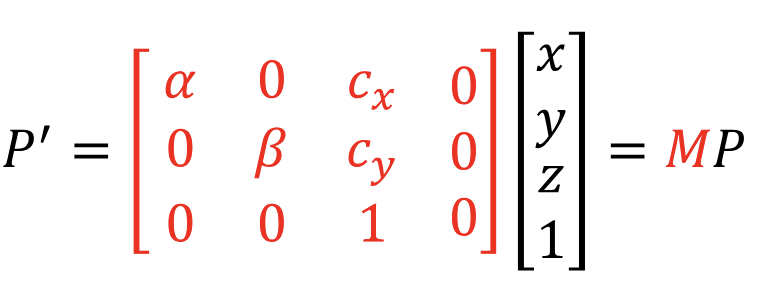 P′ = [ α 0 c_x 0 ; 0 β c_y 0 ; 0 0 1 0 ] [ x ; y ; z ; 1 ] = MP